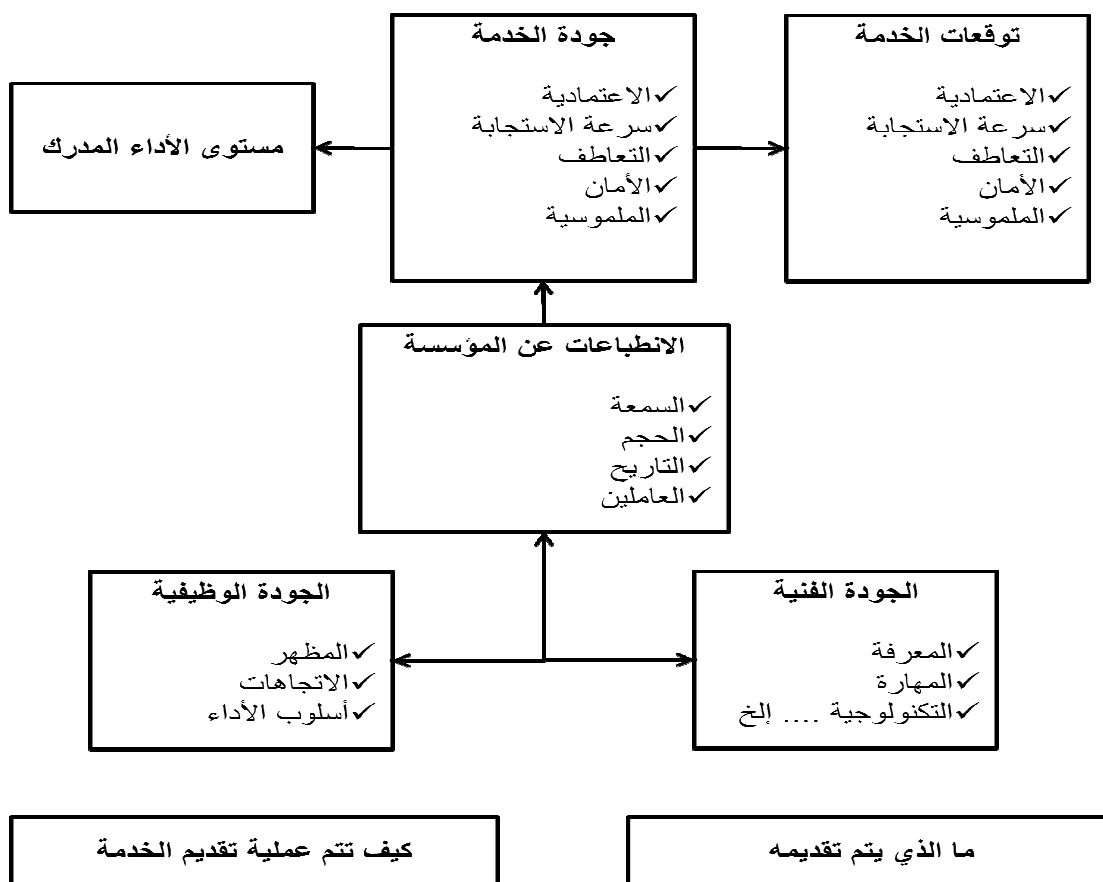 توقعات الخدمة
✓الاعتمادية
✓سرعة الاستجابة
✓التعاطف
✓الأمان
✓الملموسية
جودة الخدمة
✓الاعتمادية
✓سرعة الاستجابة
✓التعاطف
✓الأمان
✓الملموسية
مستوى الأداء المدرك
الانطباعات عن المؤسسة
✓السمعة
✓الحجم
✓التاريخ
✓العاملين
الجودة الفنية
✓المعرفة
✓المهارة
✓التكنولوجية .... إلخ
الجودة الوظيفية
✓المظهر
✓الاتجاهات
✓أسلوب الأداء
ما الذي يتم تقديمه
كيف تتم عملية تقديم الخدمة